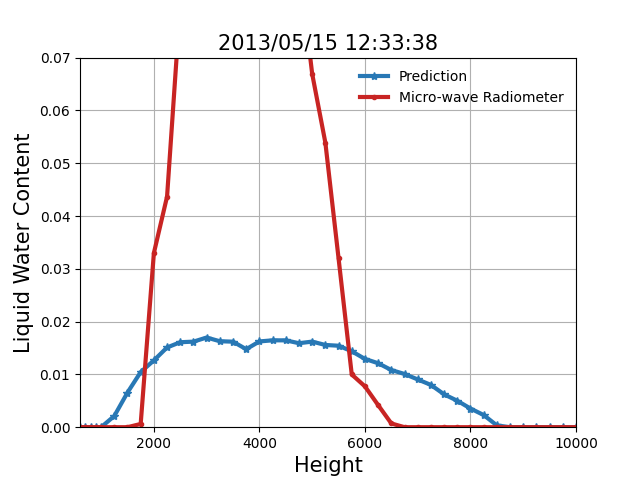 2013/05/15 12:33:38
Prediction
Micro-wave Radiometer
Liquid Water Content
0.07
0.06
0.05
0.04
0.03
0.02
0.01
0.00
2000 4000 6000 8000 10000
Height